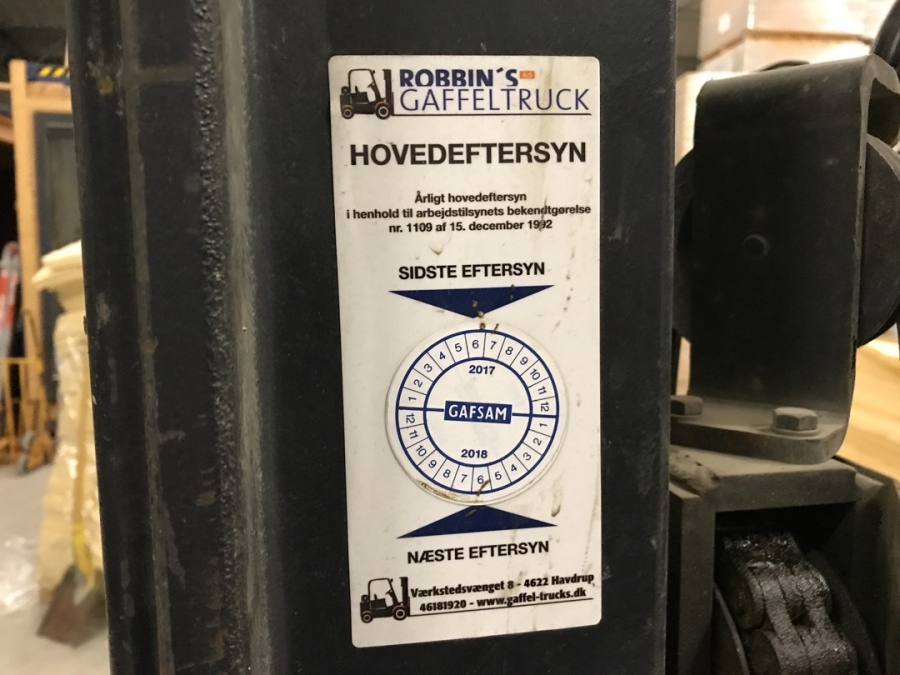 ROBBIN´S A/S
GAFFELTRUCK
HOVEDEFTERSYN
Årligt hovedeftersyn
i henhold til arbejdstilsynets bekendtgørelse
nr. 1109 af 15. december 1992
SIDSTE EFTERSYN
1 2 3 4 5 6 7 8 9 10 11 12
2017
GAFSAM
2018
12 11 10 9 8 7 6 5 4 3 2 1
NÆSTE EFTERSYN
Værkstedsvænget 8 - 4622 Havdrup
46181920 - www.gaffel-trucks.dk